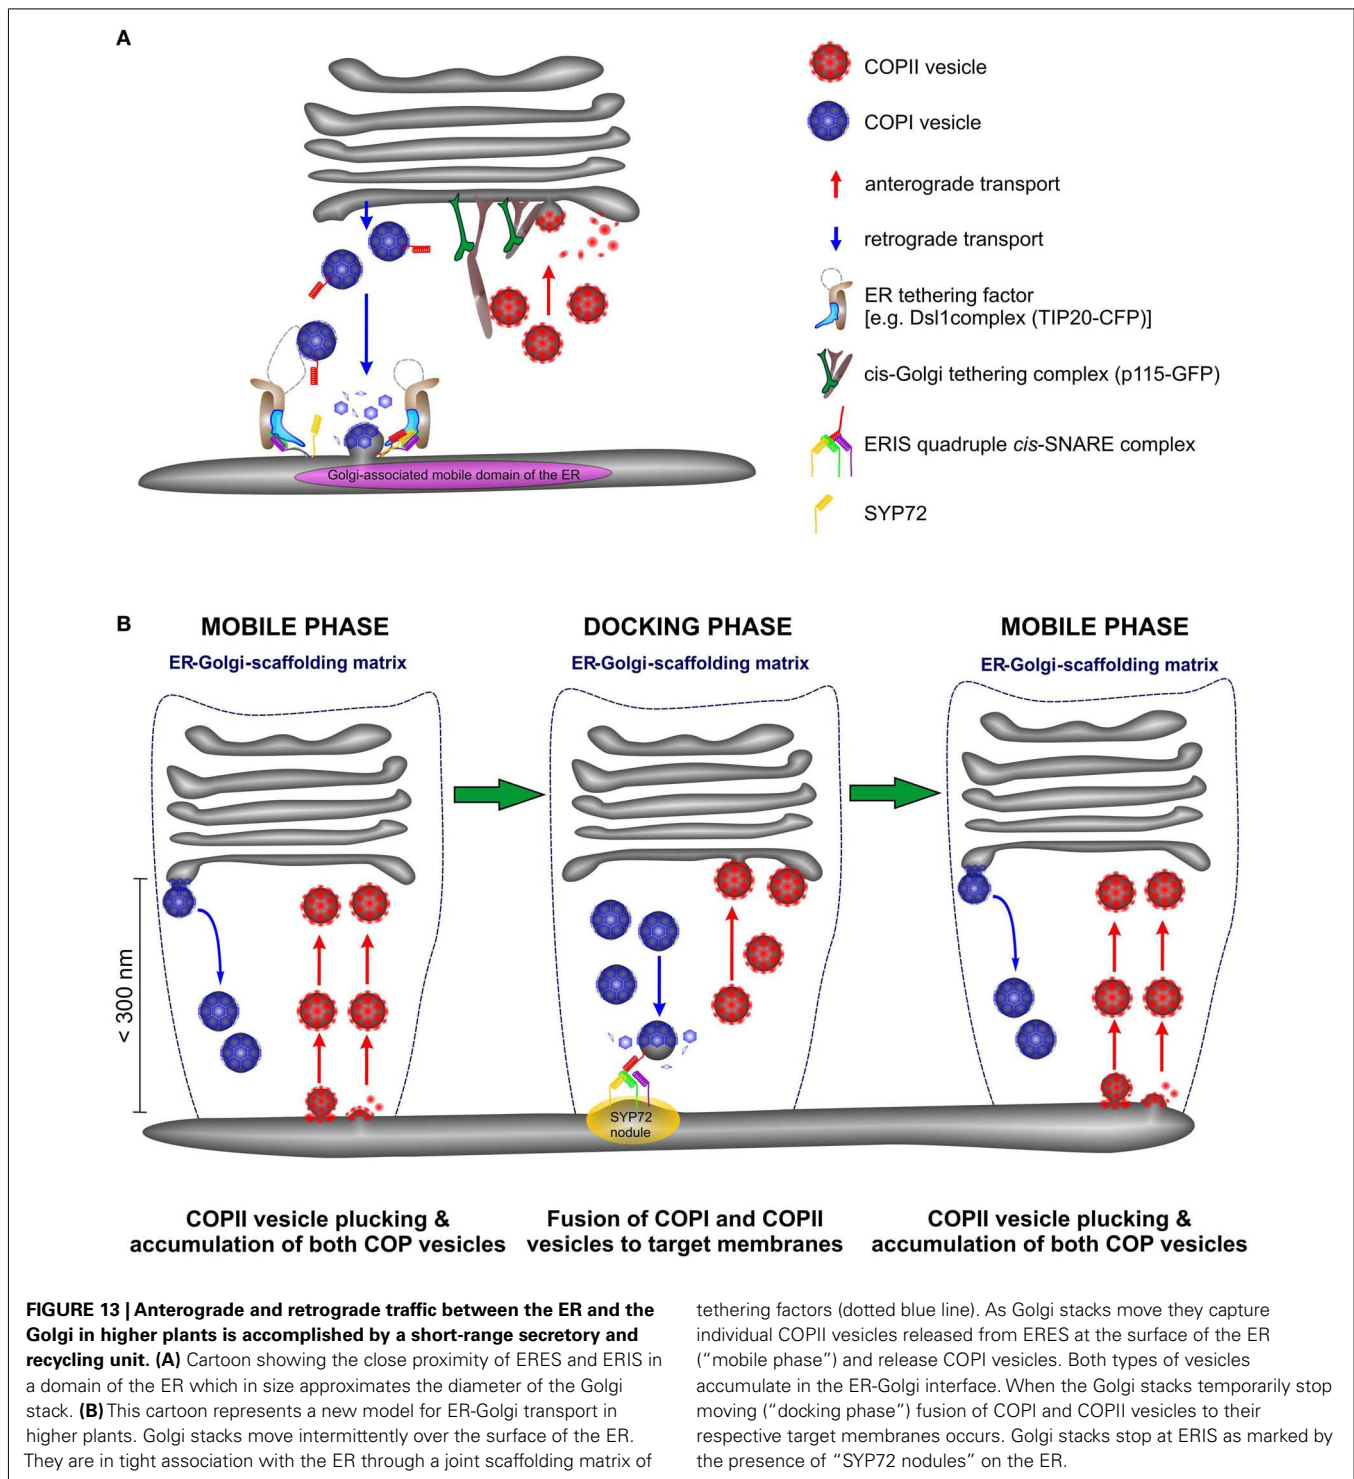 A
COPII vesicle
COPI vesicle
anterograde transport
retrograde transport
ER tethering factor
[e.g. Dsl1complex (TIP20-CFP)]
cis-Golgi tethering complex (p115-GFP)
ERIS quadruple cis-SNARE complex
SYP72
Golgi-associated mobile domain of the ER
B
MOBILE PHASE
ER-Golgi-scaffolding matrix
DOCKING PHASE
ER-Golgi-scaffolding matrix
MOBILE PHASE
ER-Golgi-scaffolding matrix
< 300 nm
SYP72
nodule
COPII vesicle plucking &
accumulation of both COP vesicles
Fusion of COPI and COPII
vesicles to target membranes
COPII vesicle plucking &
accumulation of both COP vesicles
FIGURE 13 | Anterograde and retrograde traffic between the ER and the
Golgi in higher plants is accomplished by a short-range secretory and
recycling unit. (A) Cartoon showing the close proximity of ERES and ERIS in
a domain of the ER which in size approximates the diameter of the Golgi
stack. (B) This cartoon represents a new model for ER-Golgi transport in
higher plants. Golgi stacks move intermittently over the surface of the ER.
They are in tight association with the ER through a joint scaffolding matrix of
tethering factors (dotted blue line). As Golgi stacks move they capture
individual COPII vesicles released from ERES at the surface of the ER
(“mobile phase”) and release COPI vesicles. Both types of vesicles
accumulate in the ER-Golgi interface. When the Golgi stacks temporarily stop
moving (“docking phase”) fusion of COPI and COPII vesicles to their
respective target membranes occurs. Golgi stacks stop at ERIS as marked by
the presence of “SYP72 nodules” on the ER.